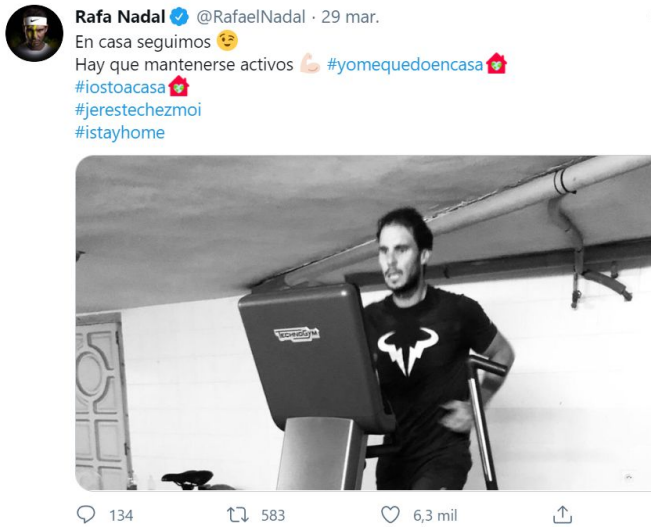 Rafa Nadal @RafaelNadal · 29 mar.
En casa seguimos 😉
Hay que mantenerse activos 💪🏻 #yomequedoencasa
#iostoacasa
#jerestechezmoi
#istayhome
TECHNOGYM
134 583 6,3 mil